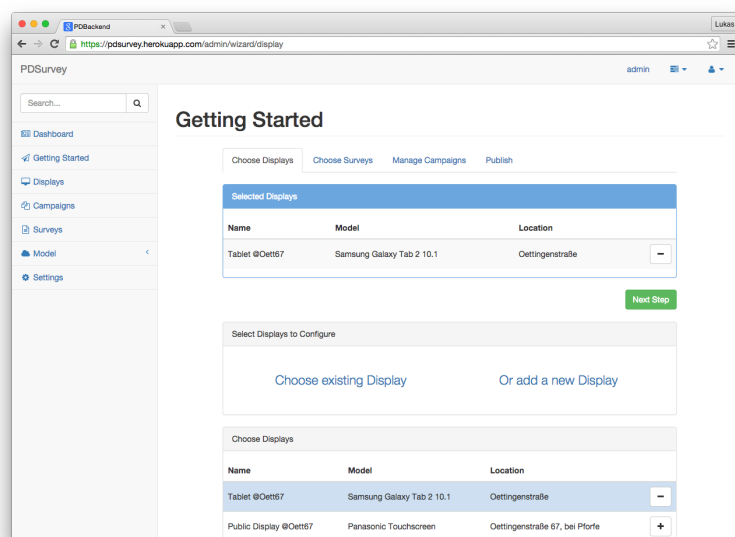 PDBackend
Lukas
https://pdsurvey.herokuapp.com/admin/wizard/display
PDSurvey
admin
Search...
Dashboard
Getting Started
Displays
Campaigns
Surveys
Model
Settings
Getting Started
Choose Displays Choose Surveys Manage Campaigns Publish
Selected Displays
Name Model Location
Tablet @Oett67 Samsung Galaxy Tab 2 10.1 Oettingenstraße
Next Step
Select Displays to Configure
Choose existing Display Or add a new Display
Choose Displays
Name Model Location
Tablet @Oett67 Samsung Galaxy Tab 2 10.1 Oettingenstraße
Public Display @Oett67 Panasonic Touchscreen Oettingenstraße 67, bei Pforte